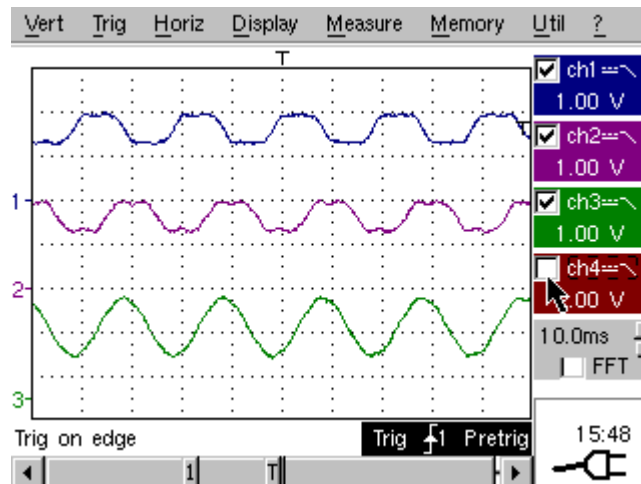 Vert Trig Horiz Display Measure Memory Util ?
T
ch1
1.00 V
ch2
1.00 V
ch3
1.00 V
ch4
.00 V
1
2
3
10.0ms
FFT
Trig on edge
Trig 1 Pretrig
15:48
1 T